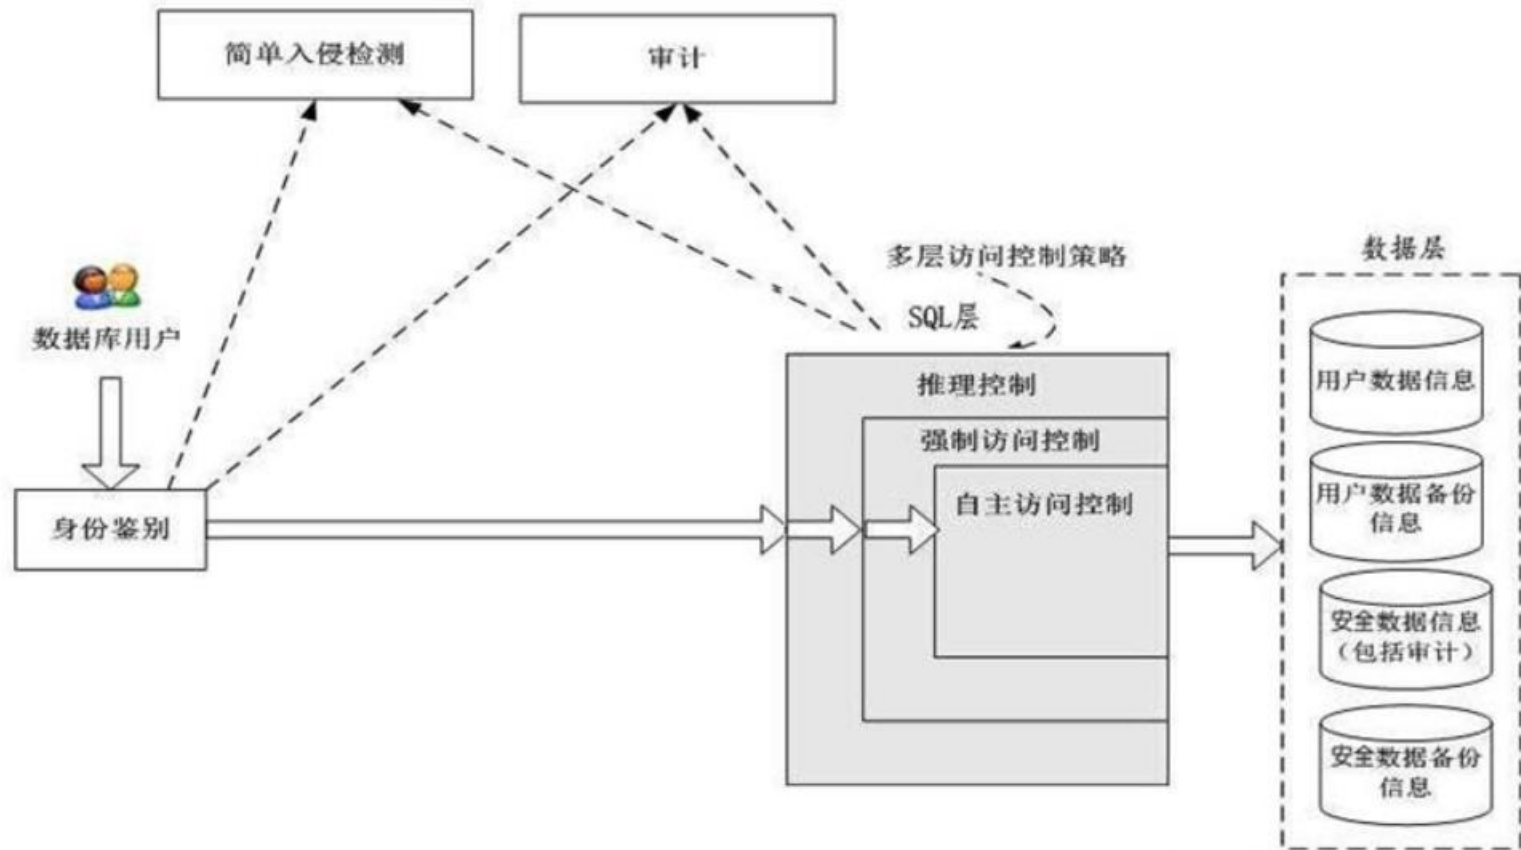 简单入侵检测
审计
多层访问控制策略
数据层
SQL层
数据库用户
推理控制
用户数据信息
强制访问控制
自主访问控制
用户数据备份
信息
身份鉴别
安全数据信息
（包括审计）
安全数据备份
信息